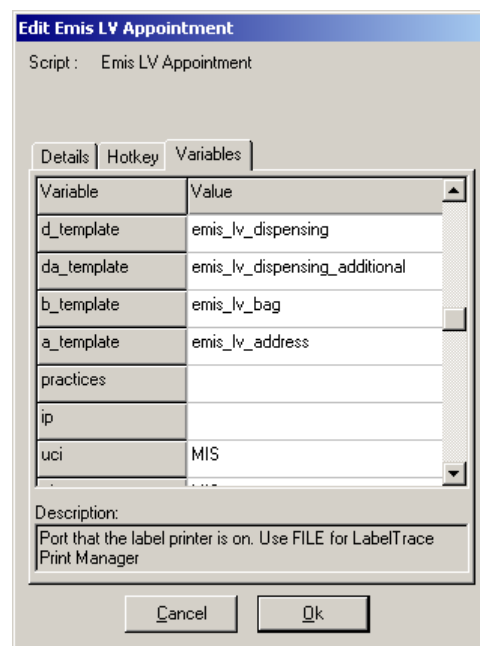 Edit Emis LV Appointment
Script : Emis LV Appointment
Details Hotkey Variables
Variable Value
d_template emis_lv_dispensing
da_template emis_lv_dispensing_additional
b_template emis_lv_bag
a_template emis_lv_address
practices
ip
uci MIS
Description:
Port that the label printer is on. Use FILE for LabelTrace
Print Manager
Cancel Ok